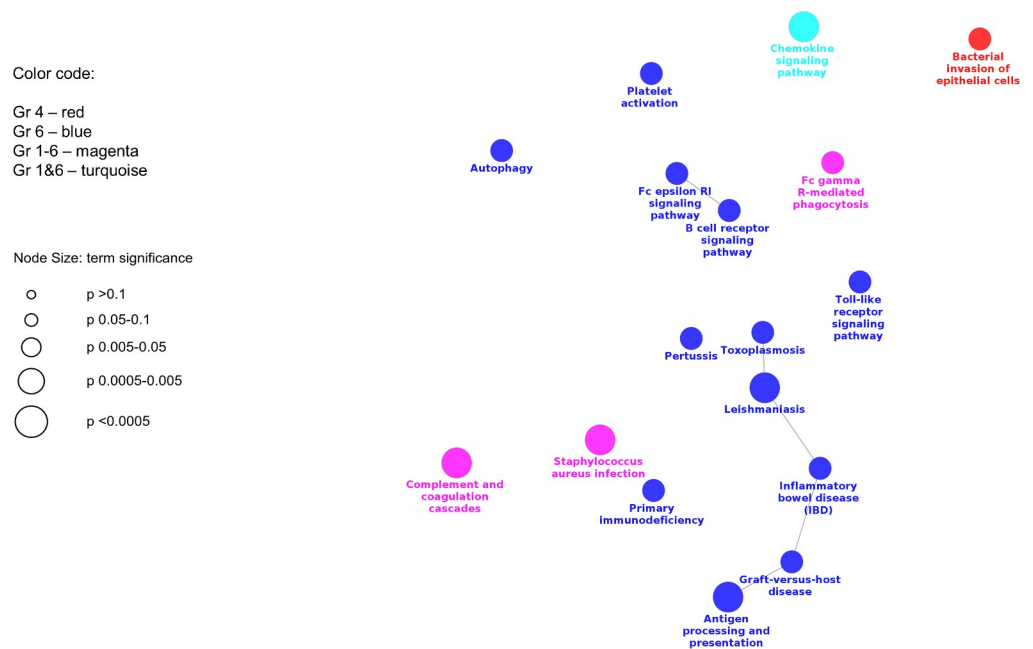 Color code:
Gr 4 – red
Gr 6 – blue
Gr 1-6 – magenta
Gr 1&6 – turquoise
Node Size: term significance
p >0.1
p 0.05-0.1
p 0.005-0.05
p 0.0005-0.005
p <0.0005
Chemokine
signaling
pathway
Bacterial
invasion of
epithelial cells
Platelet
activation
Autophagy
Fc epsilon RI
signaling
pathway
B cell receptor
signaling
pathway
Fc gamma
R-mediated
phagocytosis
Toll-like
receptor
signaling
pathway
Pertussis
Toxoplasmosis
Leishmaniasis
Staphylococcus
aureus infection
Complement and
coagulation
cascades
Primary
immunodeficiency
Inflammatory
bowel disease
(IBD)
Graft-versus-host
disease
Antigen
processing and
presentation